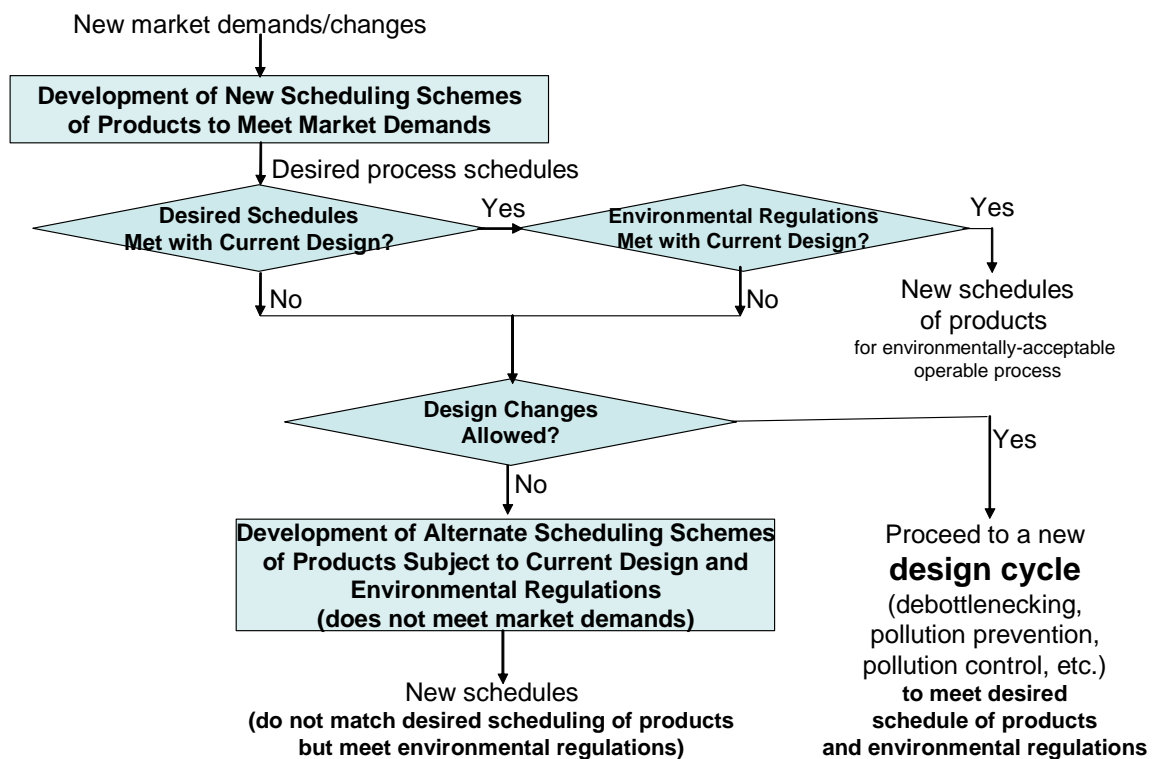 New market demands/changes
Development of New Scheduling Schemes
of Products to Meet Market Demands
Desired process schedules
Desired Schedules
Met with Current Design?
Yes
Environmental Regulations
Met with Current Design?
Yes
No
No
New schedules
of products
for environmentally-acceptable
operable process
Design Changes
Allowed?
Yes
No
Development of Alternate Scheduling Schemes
of Products Subject to Current Design and
Environmental Regulations
(does not meet market demands)
New schedules
(do not match desired scheduling of products
but meet environmental regulations)
Proceed to a new
design cycle
(debottlenecking,
pollution prevention,
pollution control, etc.)
to meet desired
schedule of products
and environmental regulations